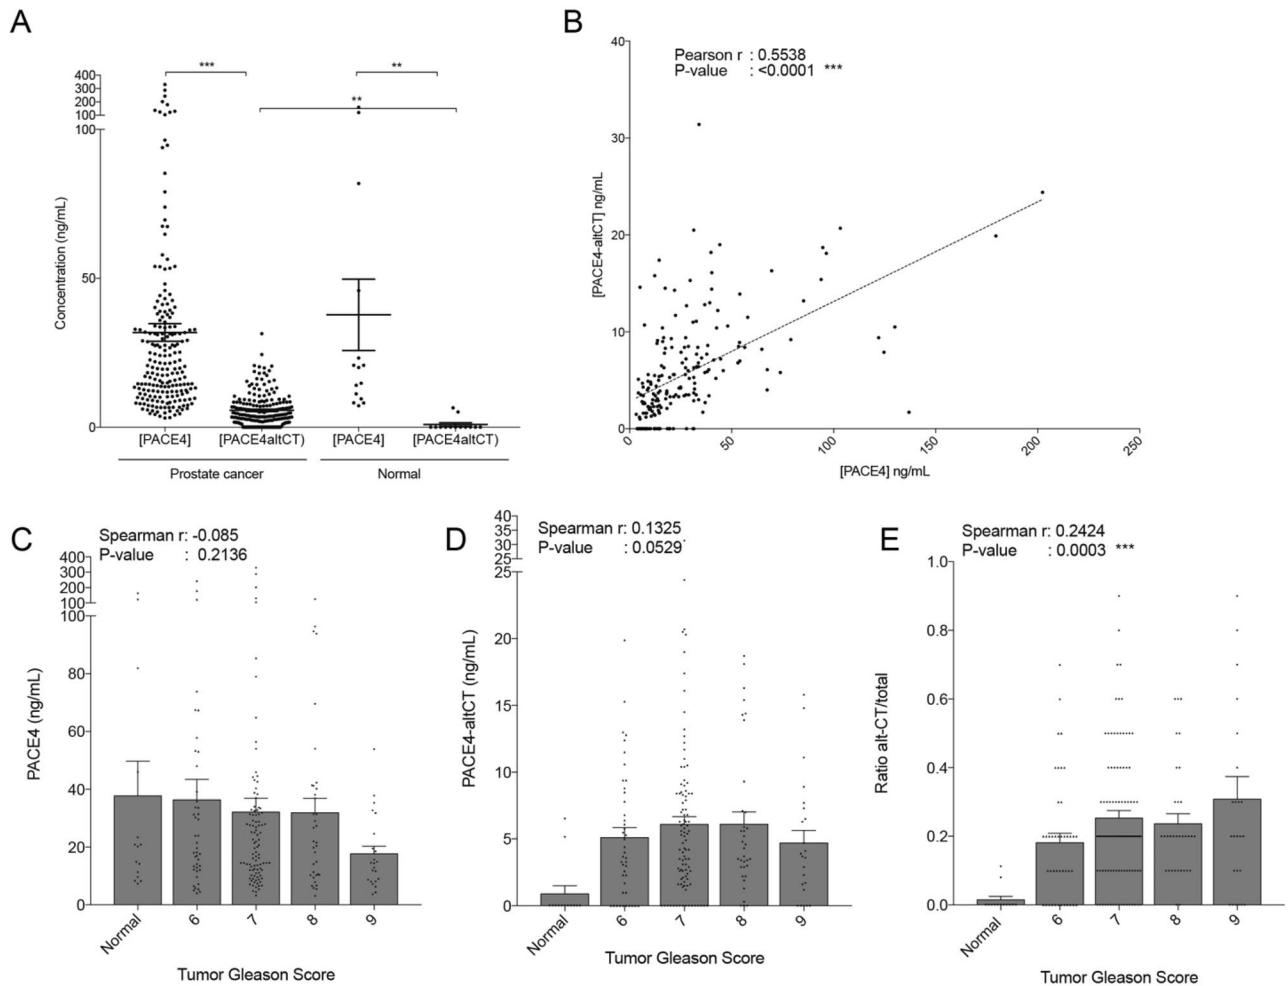 A
***
**
**
400
300
200
100
100
50
0
Concentration (ng/mL)
[PACE4]
[PACE4altCT)
[PACE4]
[PACE4altCT)
Prostate cancer
Normal
B
Pearson r : 0.5538
P-value : <0.0001 ***
40
30
20
10
0
[PACE4-altCT] ng/mL
0
50
100
150
200
250
[PACE4] ng/mL
C
Spearman r: -0.085
P-value : 0.2136
400
300
200
100
100
80
60
40
20
0
PACE4 (ng/mL)
Normal
6
7
8
9
Tumor Gleason Score
D
Spearman r: 0.1325
P-value : 0.0529
40
35
30
25
25
20
15
10
5
0
PACE4-altCT (ng/mL)
Normal
6
7
8
9
Tumor Gleason Score
E
Spearman r: 0.2424
P-value : 0.0003 ***
1.0
0.8
0.6
0.4
0.2
0.0
Ratio alt-CT/total
Normal
6
7
8
9
Tumor Gleason Score